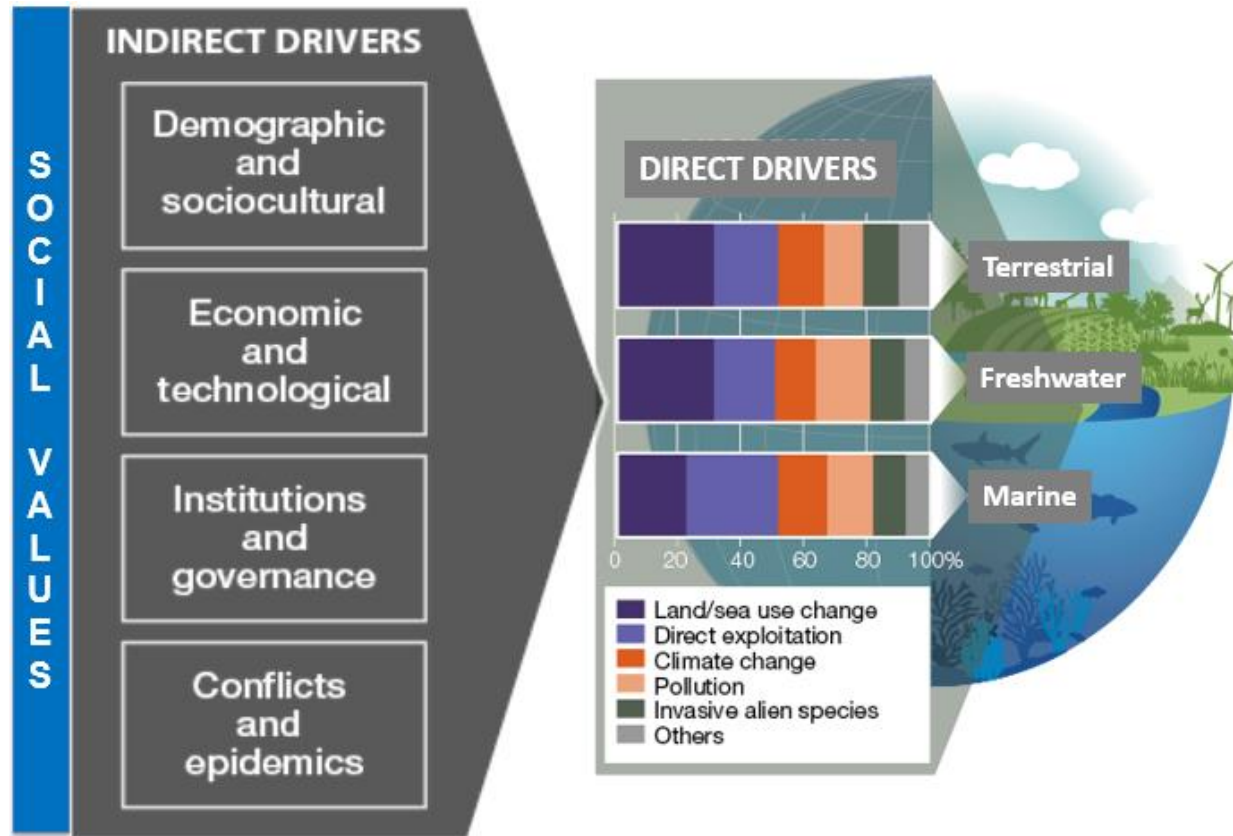 SOCIAL VALUES
INDIRECT DRIVERS
Demographic
and
sociocultural
Economic
and
technological
Institutions
and
governance
Conflicts
and
epidemics
DIRECT DRIVERS
Terrestrial
Freshwater
Marine
0 20 40 60 80 100%
Land/sea use change
Direct exploitation
Climate change
Pollution
Invasive alien species
Others